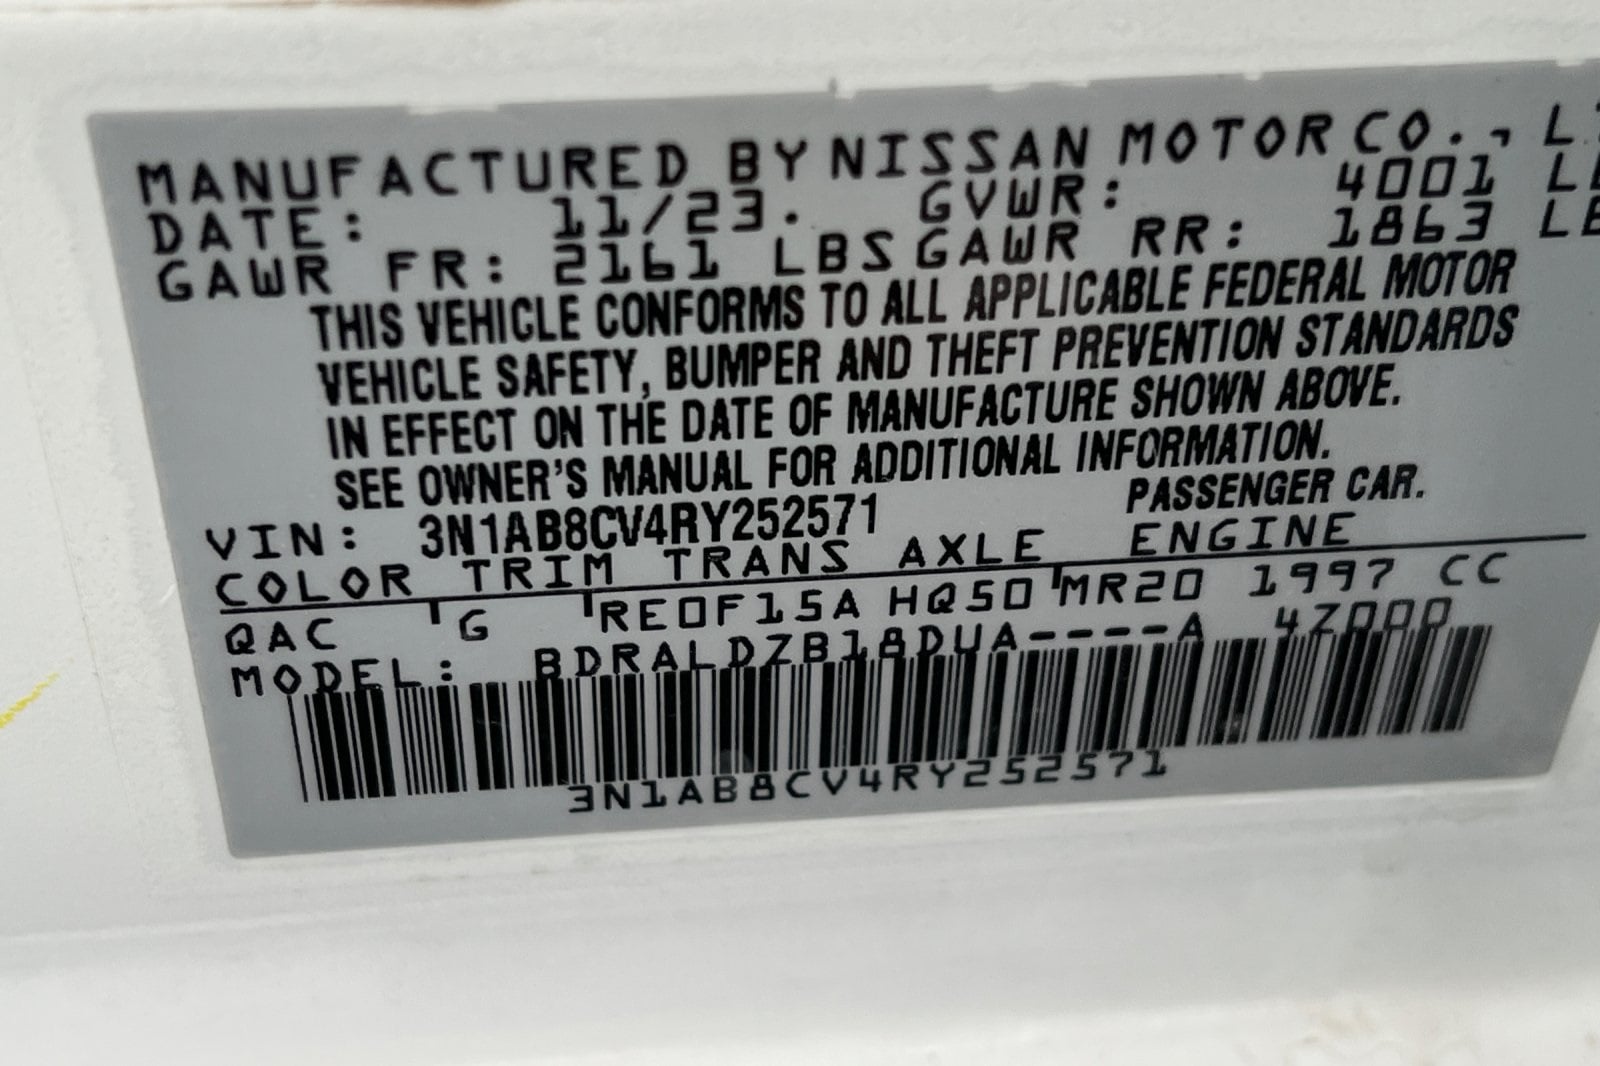 MANUFACTURED BY NISSAN MOTOR CO., L
DATE: 11/23. GVWR: 4001 L
GAWR FR: 2161 LBS GAWR RR: 1863 LB
THIS VEHICLE CONFORMS TO ALL APPLICABLE FEDERAL MOTOR
VEHICLE SAFETY, BUMPER AND THEFT PREVENTION STANDARDS
IN EFFECT ON THE DATE OF MANUFACTURE SHOWN ABOVE.
SEE OWNER'S MANUAL FOR ADDITIONAL INFORMATION.
VIN: 3N1AB8CV4RY252571 PASSENGER CAR.
COLOR TRIM TRANS AXLE ENGINE
QAC G RE0F15A HQ50 MR20 1997 CC
MODEL: BDRALDZB18DUA----A 4Z000
3N1AB8CV4RY252571